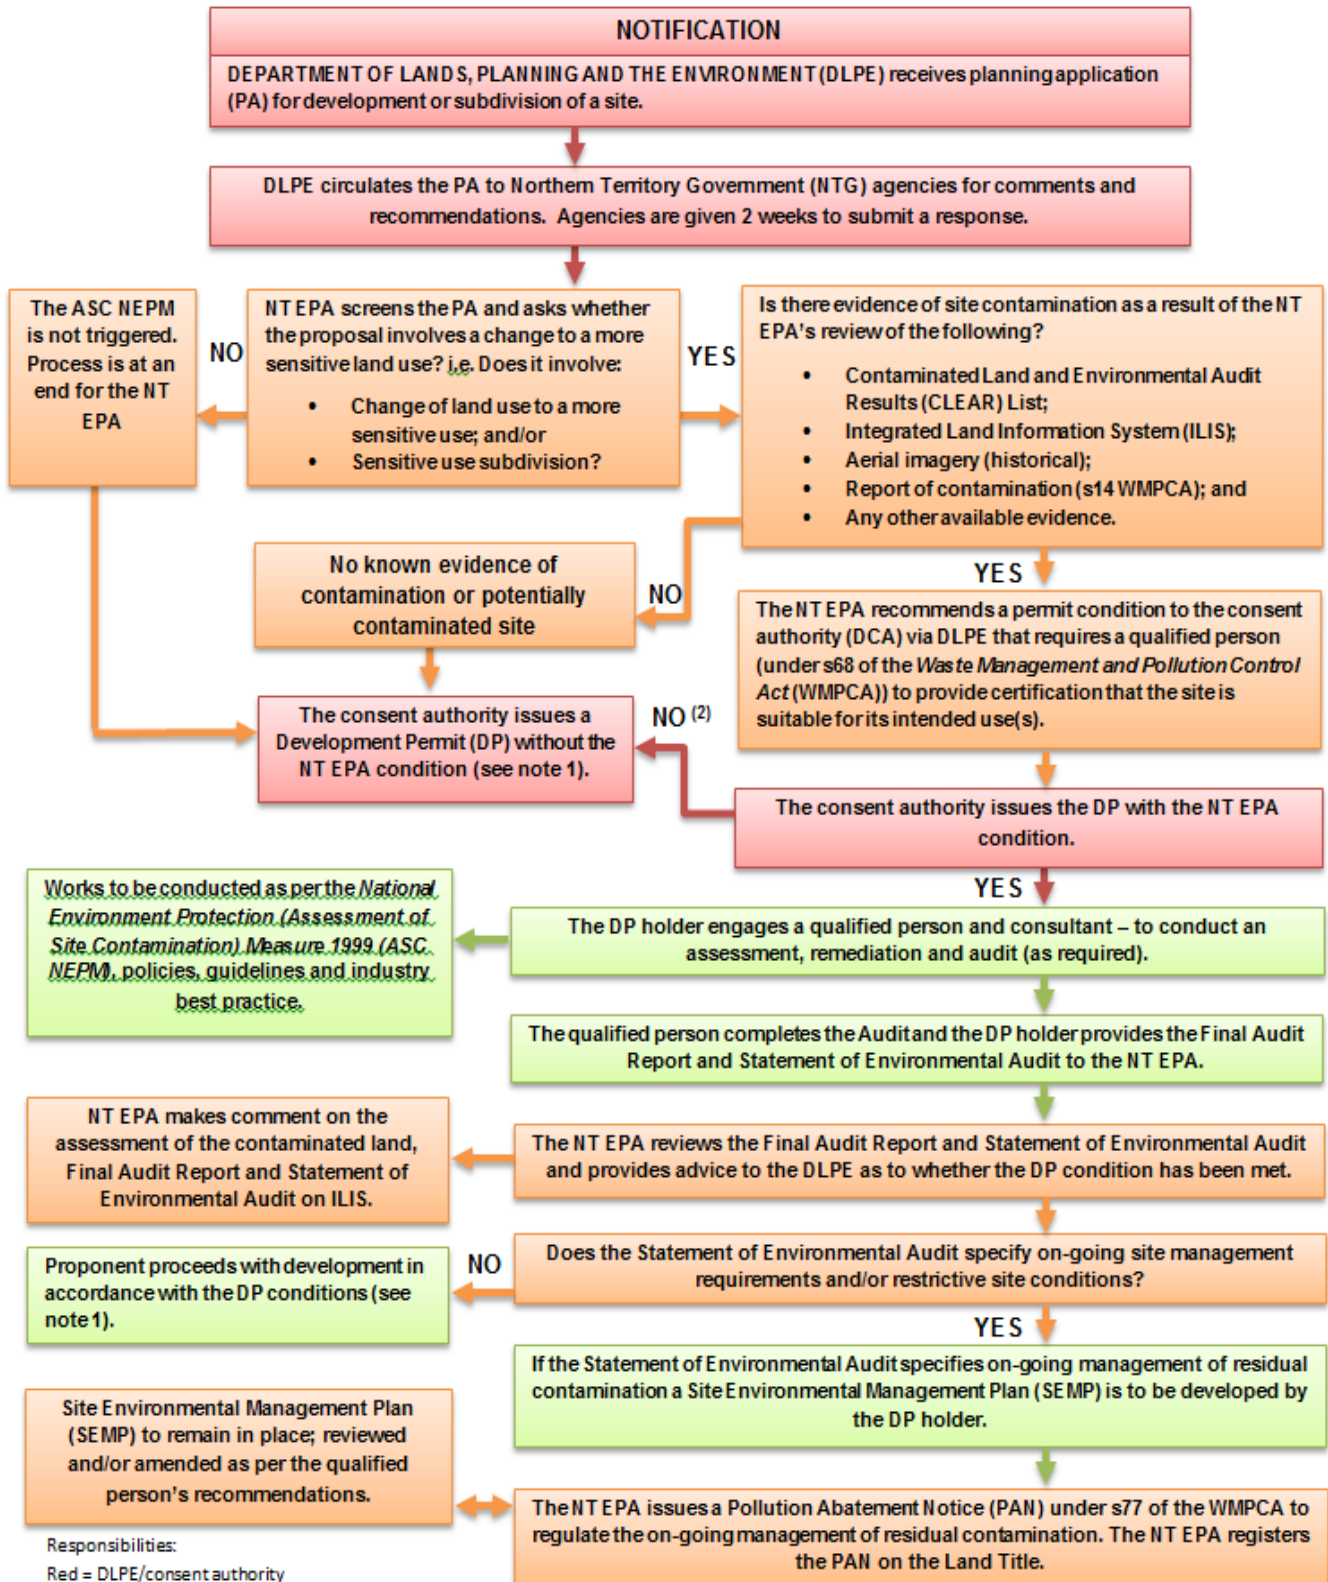 NOTIFICATION
DEPARTMENT OF LANDS, PLANNING AND THE ENVIRONMENT (DLPE) receives planning application
(PA) for development or subdivision of a site.
DLPE circulates the PA to Northern Territory Government (NTG) agencies for comments and
recommendations. Agencies are given 2 weeks to submit a response.
The ASC NEPM
is not triggered.
Process is at an
end for the NT
EPA
NO
NT EPA screens the PA and asks whether
the proposal involves a change to a more
sensitive land use? i.e. Does it involve:
• Change of land use to a more
sensitive use; and/or
• Sensitive use subdivision?
YES
Is there evidence of site contamination as a result of the NT
EPA's review of the following?
• Contaminated Land and Environmental Audit
Results (CLEAR) List;
• Integrated Land Information System (ILIS);
• Aerial imagery (historical);
• Report of contamination (s14 WMPCA); and
• Any other available evidence.
No known evidence of
contamination or potentially
contaminated site
NO
YES
The NT EPA recommends a permit condition to the consent
authority (DCA) via DLPE that requires a qualified person
(under s68 of the Waste Management and Pollution Control
Act (WMPCA)) to provide certification that the site is
suitable for its intended use(s).
The consent authority issues a
Development Permit (DP) without the
NT EPA condition (see note 1).
NO (2)
The consent authority issues the DP with the NT EPA
condition.
YES
Works to be conducted as per the National
Environment Protection (Assessment of
Site Contamination) Measure 1999 (ASC
NEPM), policies, guidelines and industry
best practice.
The DP holder engages a qualified person and consultant – to conduct an
assessment, remediation and audit (as required).
The qualified person completes the Audit and the DP holder provides the Final Audit
Report and Statement of Environmental Audit to the NT EPA.
NT EPA makes comment on the
assessment of the contaminated land,
Final Audit Report and Statement of
Environmental Audit on ILIS.
The NT EPA reviews the Final Audit Report and Statement of Environmental Audit
and provides advice to the DLPE as to whether the DP condition has been met.
Proponent proceeds with development in
accordance with the DP conditions (see
note 1).
NO
Does the Statement of Environmental Audit specify on-going site management
requirements and/or restrictive site conditions?
YES
If the Statement of Environmental Audit specifies on-going management of residual
contamination a Site Environmental Management Plan (SEMP) is to be developed by
the DP holder.
Site Environmental Management Plan
(SEMP) to remain in place; reviewed
and/or amended as per the qualified
person's recommendations.
The NT EPA issues a Pollution Abatement Notice (PAN) under s77 of the WMPCA to
regulate the on-going management of residual contamination. The NT EPA registers
the PAN on the Land Title.
Responsibilities:
Red = DLPE/consent authority